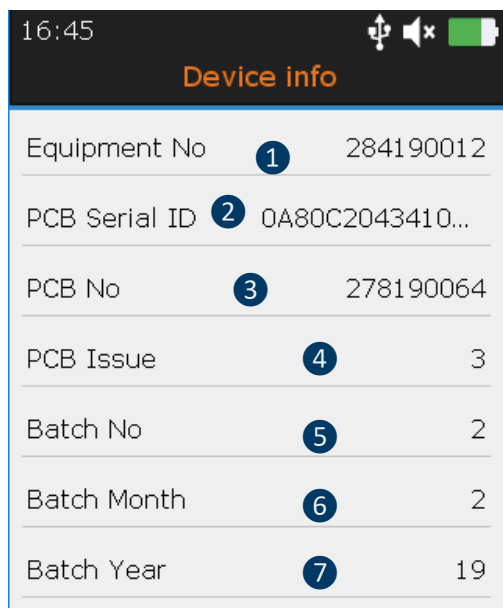 16:45
Device info
Equipment No 1 284190012
PCB Serial ID 2 0A80C2043410...
PCB No 3 278190064
PCB Issue 4 3
Batch No 5 2
Batch Month 6 2
Batch Year 7 19